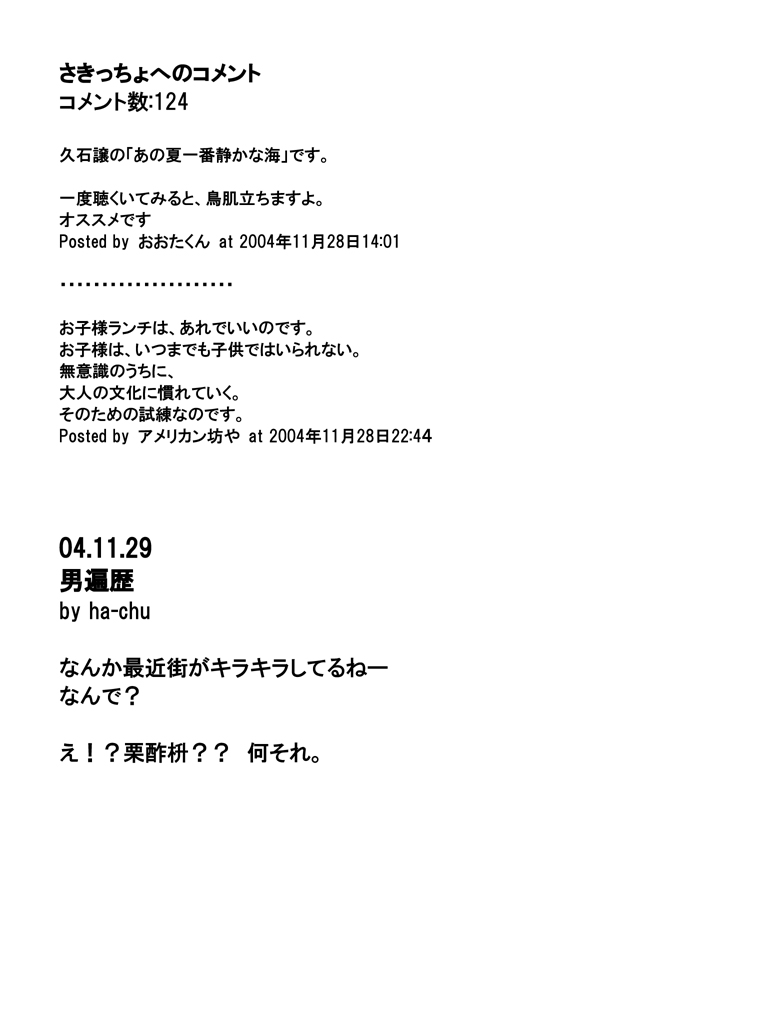 さきっちょへのコメント
コメント数:124
久石譲の「あの夏一番静かな海」です。
一度聴くいてみると、鳥肌立ちますよ。
オススメです
Posted by おおたくん at 2004年11月28日14:01
・・・・・・・・・・・・・・・・・・・・・
お子様ランチは、あれでいいのです。
お子様は、いつまでも子供ではいられない。
無意識のうちに、
大人の文化に慣れていく。
そのための試練なのです。
Posted by アメリカン坊や at 2004年11月28日22:44
04.11.29
男遍歴
by ha-chu
なんか最近街がキラキラしてるねー
なんで？
え！？栗酢枡？？　何それ。